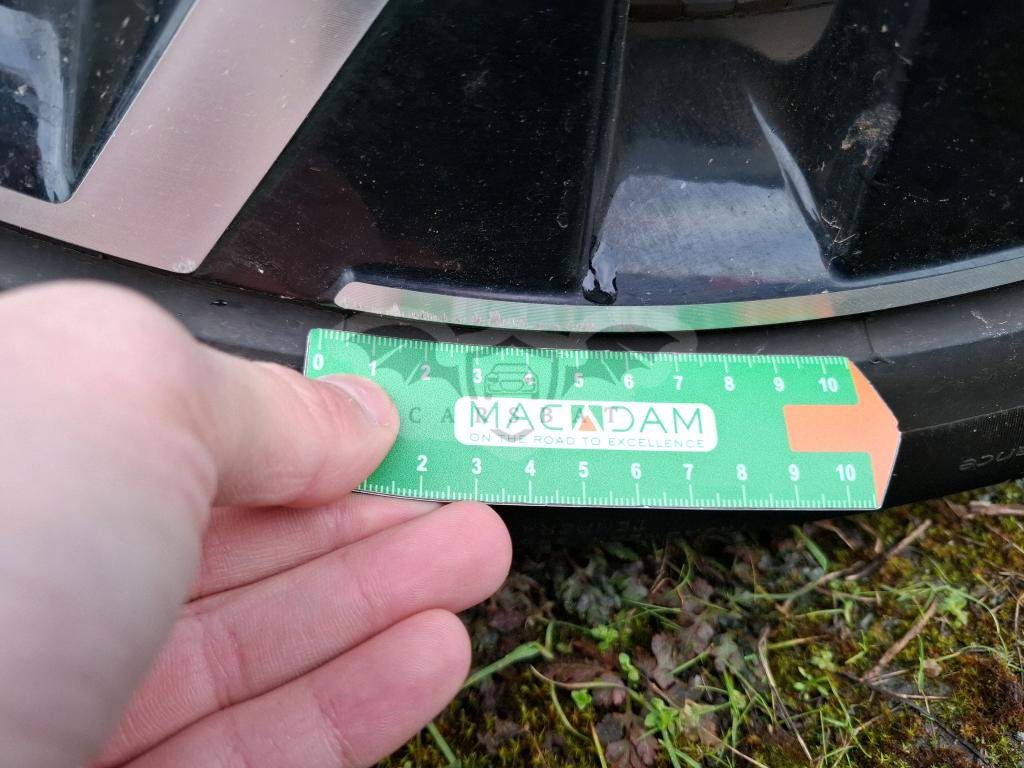 0 1 2 3 4 5 6 7 8 9 10
CARSBAT
MACADAM
ON THE ROAD TO EXCELLENCE
2 3 4 5 6 7 8 9 10